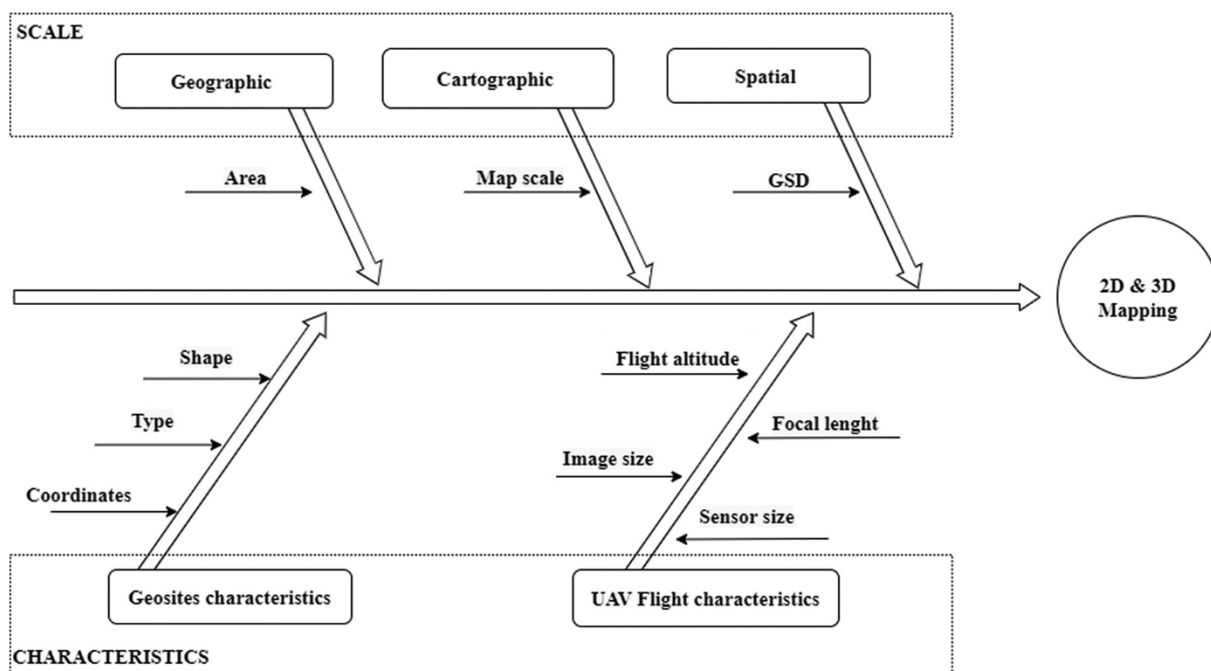 SCALE
Geographic
Cartographic
Spatial
Area
Map scale
GSD
2D & 3D
Mapping
Shape
Flight altitude
Type
Focal lenght
Image size
Coordinates
Sensor size
Geosites characteristics
UAV Flight characteristics
CHARACTERISTICS